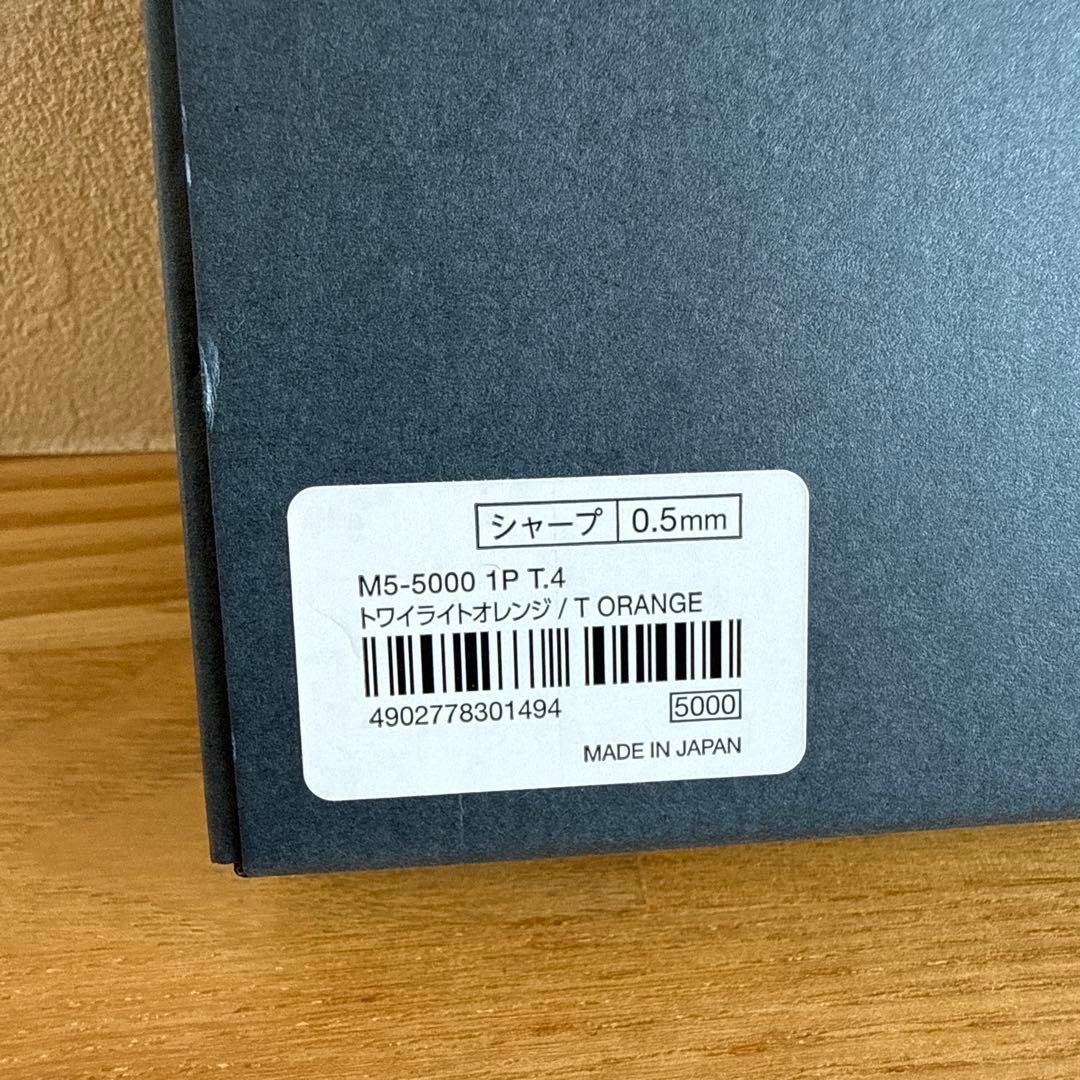 シャープ 0.5mm
M5-5000 1P T.4
トワイライトオレンジ / T ORANGE
4902778301494 5000
MADE IN JAPAN